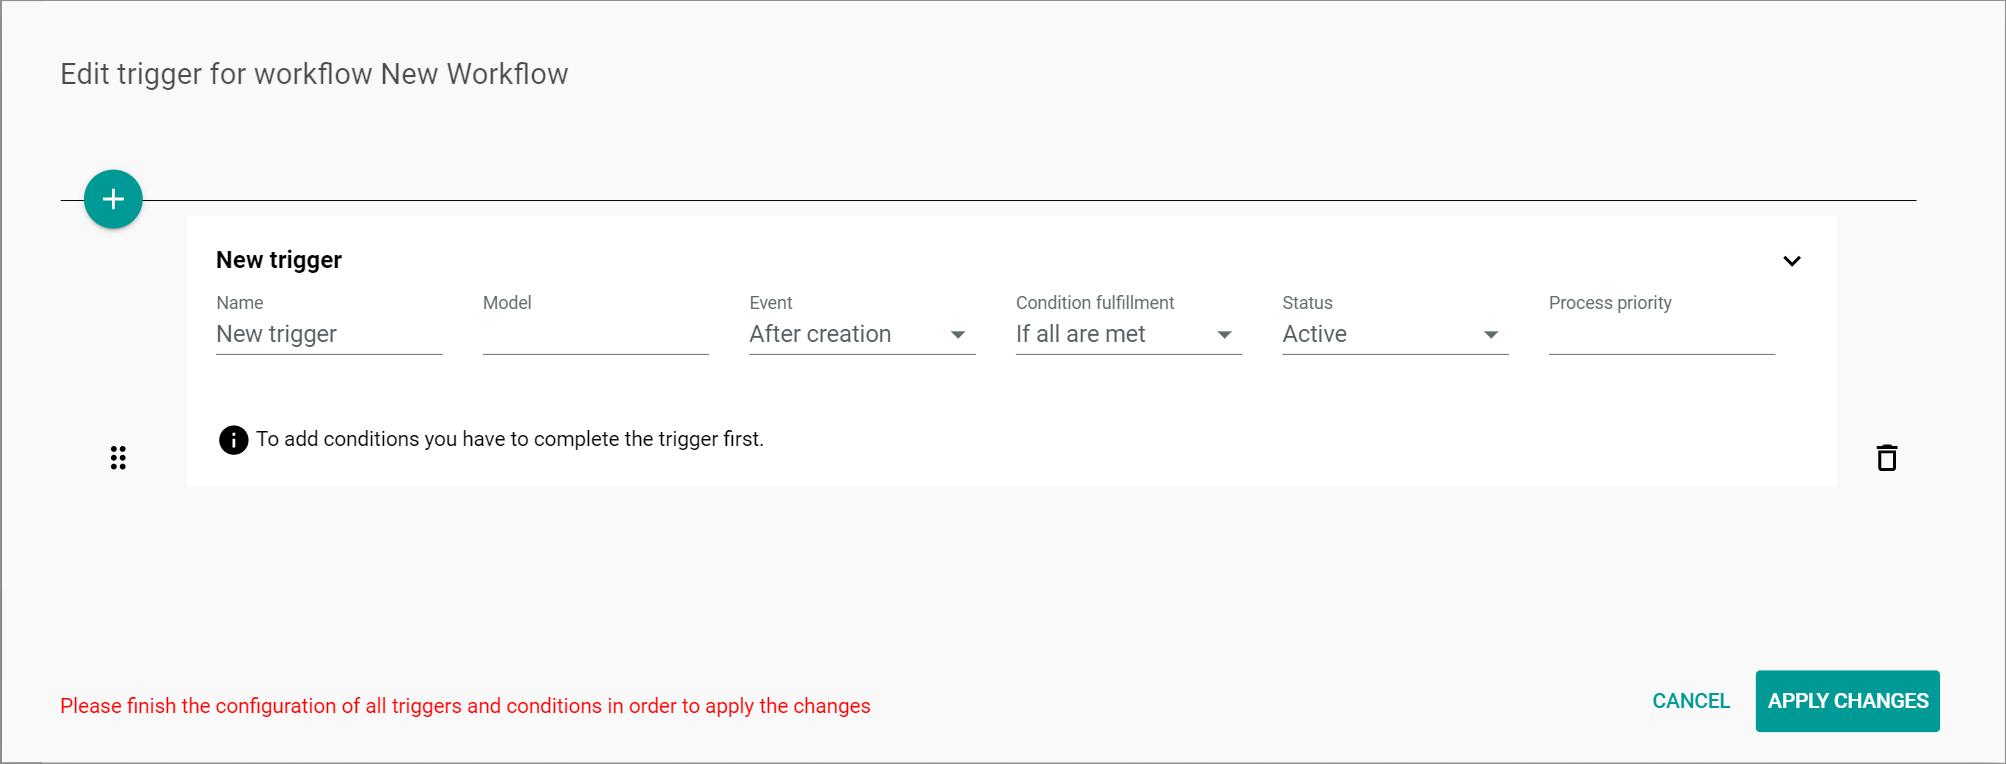 Edit trigger for workflow New Workflow
New trigger
Name Model Event Condition fulfillment Status Process priority
New trigger After creation If all are met Active
To add conditions you have to complete the trigger first.
Please finish the configuration of all triggers and conditions in order to apply the changes
CANCEL APPLY CHANGES